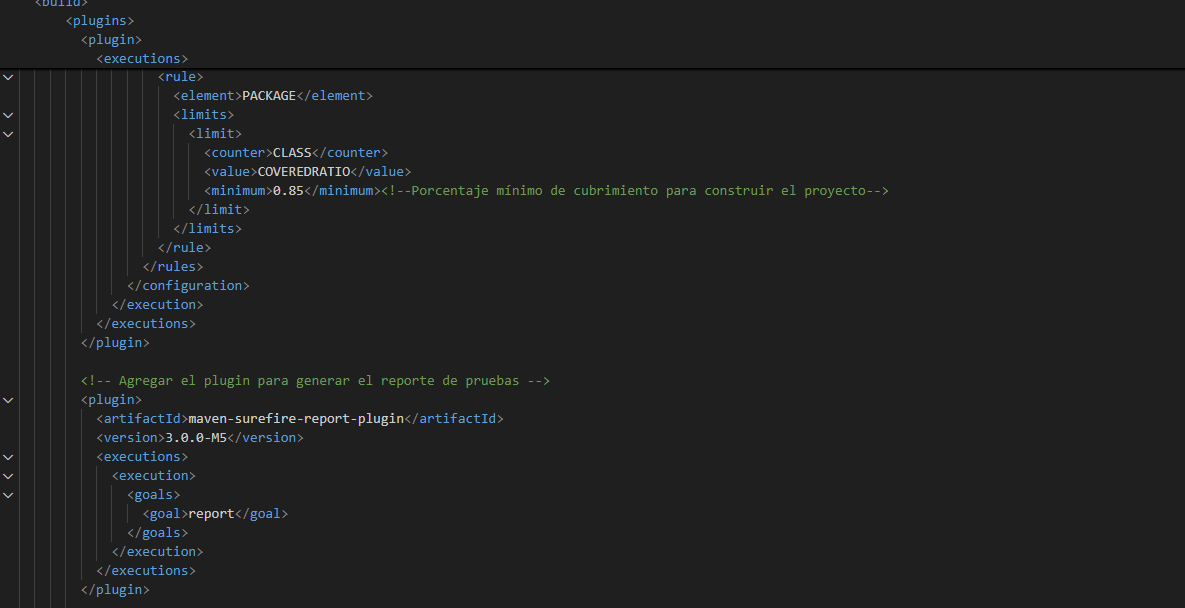 <build>
<plugins>
<plugin>
<executions>
<rule>
<element>PACKAGE</element>
<limits>
<limit>
<counter>CLASS</counter>
<value>COVEREDRATIO</value>
<minimum>0.85</minimum><!--Porcentaje mínimo de cubrimiento para construir el proyecto-->
</limit>
</limits>
</rule>
</rules>
</configuration>
</execution>
</executions>
</plugin>
<!-- Agregar el plugin para generar el reporte de pruebas -->
<plugin>
<artifactId>maven-surefire-report-plugin</artifactId>
<version>3.0.0-M5</version>
<executions>
<execution>
<goals>
<goal>report</goal>
</goals>
</execution>
</executions>
</plugin>